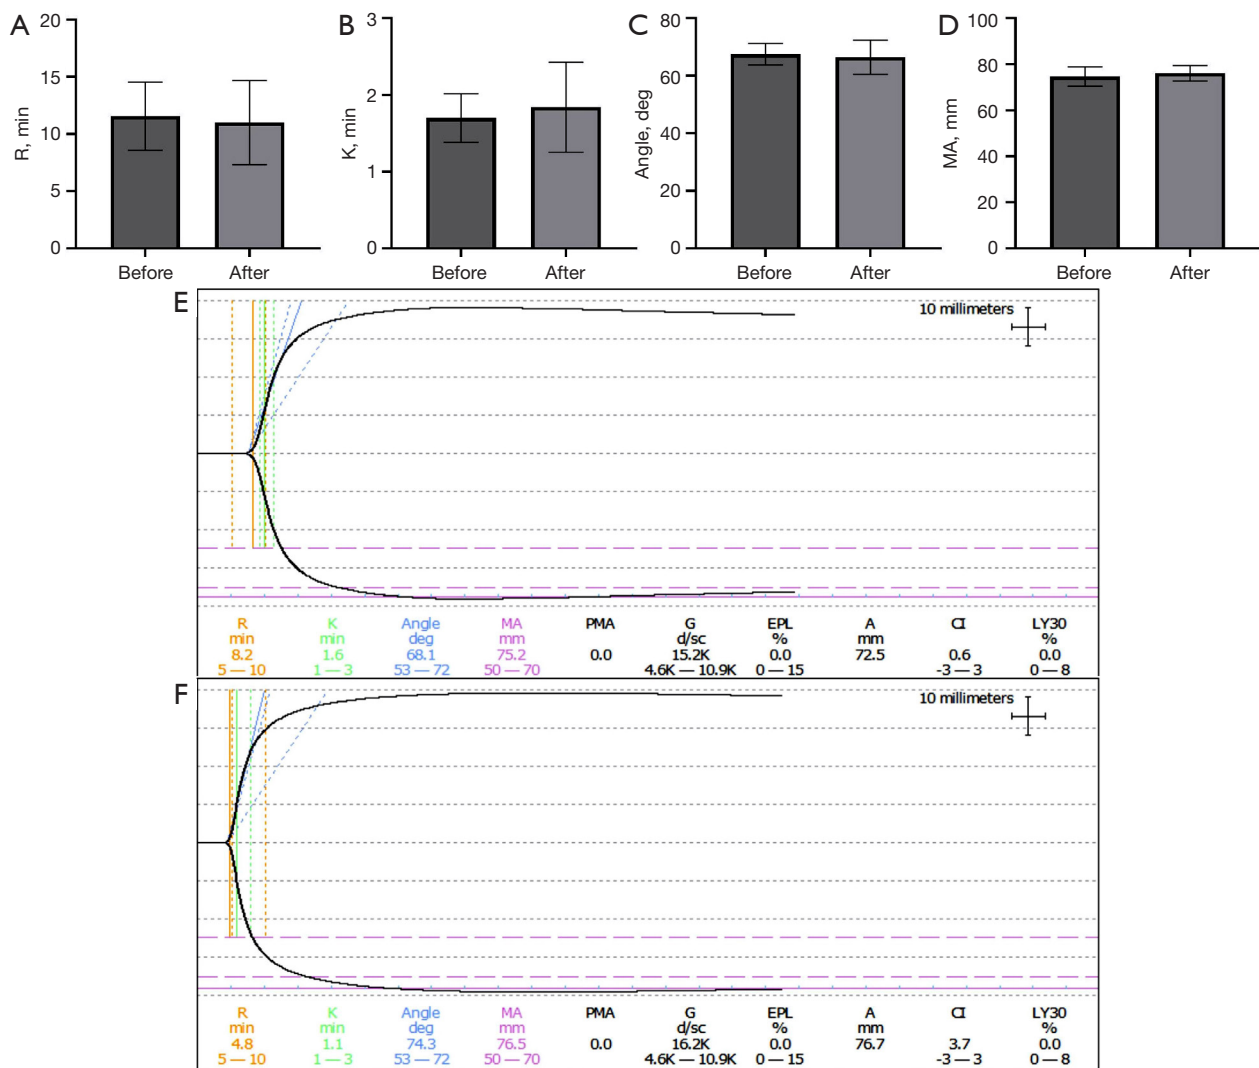 A
20
15
10
5
0
R, min
Before
After
B
3
2
1
0
K, min
Before
After
C
80
60
40
20
0
Angle, deg
Before
After
D
100
80
60
40
20
0
MA, mm
Before
After
E
10 millimeters
R K Angle MA PMA G EPL A CI LY30
min min deg mm d/sc % mm %
8.2 1.6 68.1 75.2 0.0 15.2K 0.0 72.5 0.6 0.0
5 — 10 1 — 3 53 — 72 50 — 70 4.6K — 10.9K 0 — 15 -3 — 3 0 — 8
F
10 millimeters
R K Angle MA PMA G EPL A CI LY30
min min deg mm d/sc % mm %
4.8 1.1 74.3 76.5 0.0 16.2K 0.0 76.7 3.7 0.0
5 — 10 1 — 3 53 — 72 50 — 70 4.6K — 10.9K 0 — 15 -3 — 3 0 — 8